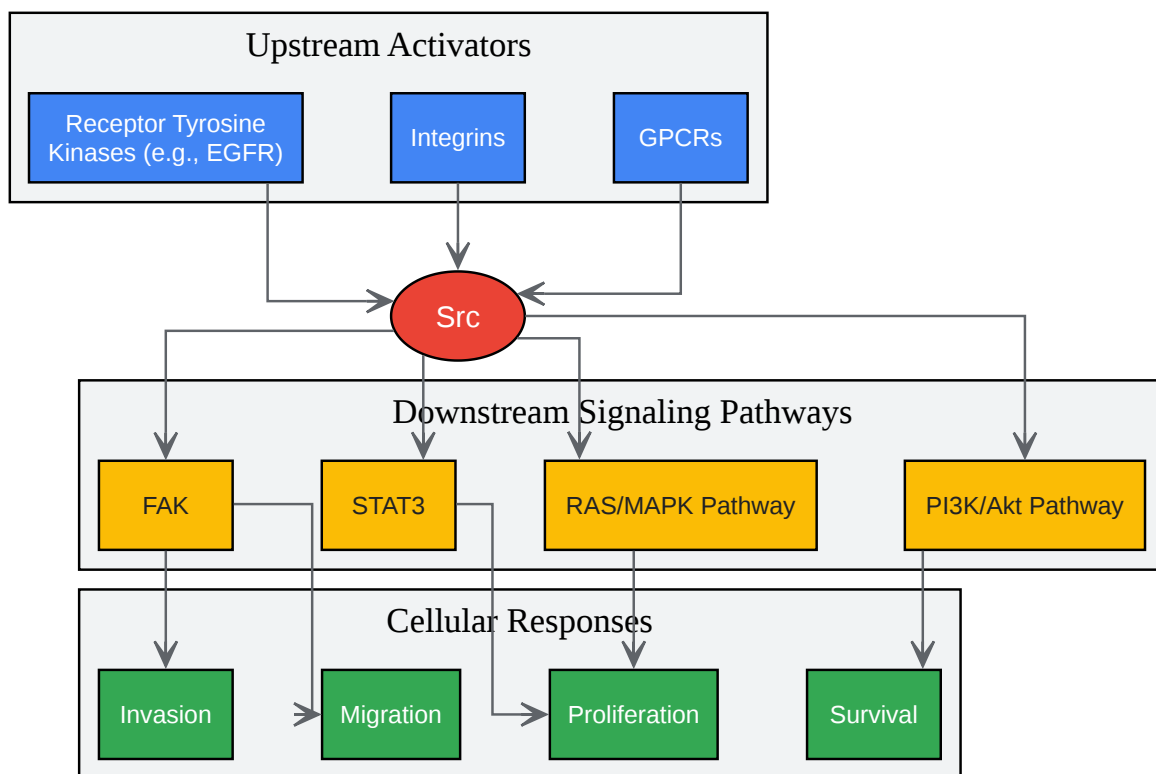 Upstream Activators
Receptor Tyrosine
Kinases (e.g., EGFR)
Integrins
GPCRs
Src
Downstream Signaling Pathways
FAK
STAT3
RAS/MAPK Pathway
PI3K/Akt Pathway
Cellular Responses
Invasion
Migration
Proliferation
Survival